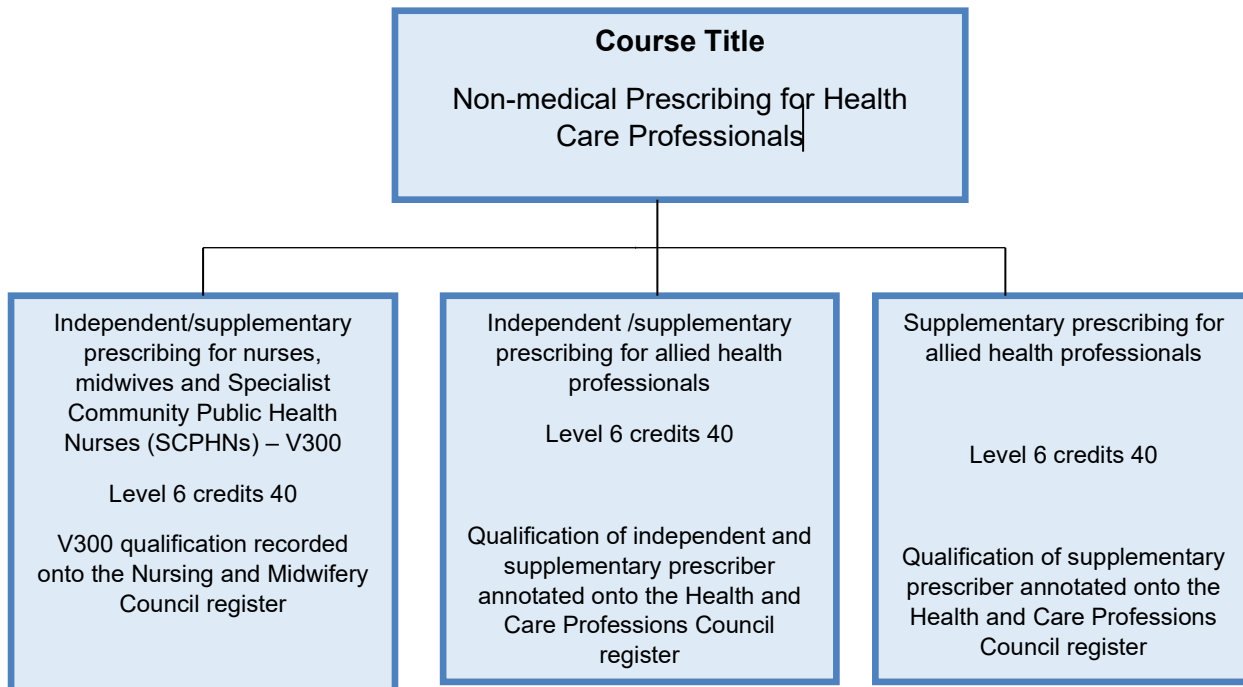 Course Title
Non-medical Prescribing for Health
Care Professionals
Independent/supplementary
prescribing for nurses,
midwives and Specialist
Community Public Health
Nurses (SCPHNs) – V300
Level 6 credits 40
V300 qualification recorded
onto the Nursing and Midwifery
Council register
Independent /supplementary
prescribing for allied health
professionals
Level 6 credits 40
Qualification of independent and
supplementary prescriber
annotated onto the Health and
Care Professions Council
register
Supplementary prescribing for
allied health professionals
Level 6 credits 40
Qualification of supplementary
prescriber annotated onto the
Health and Care Professions
Council register